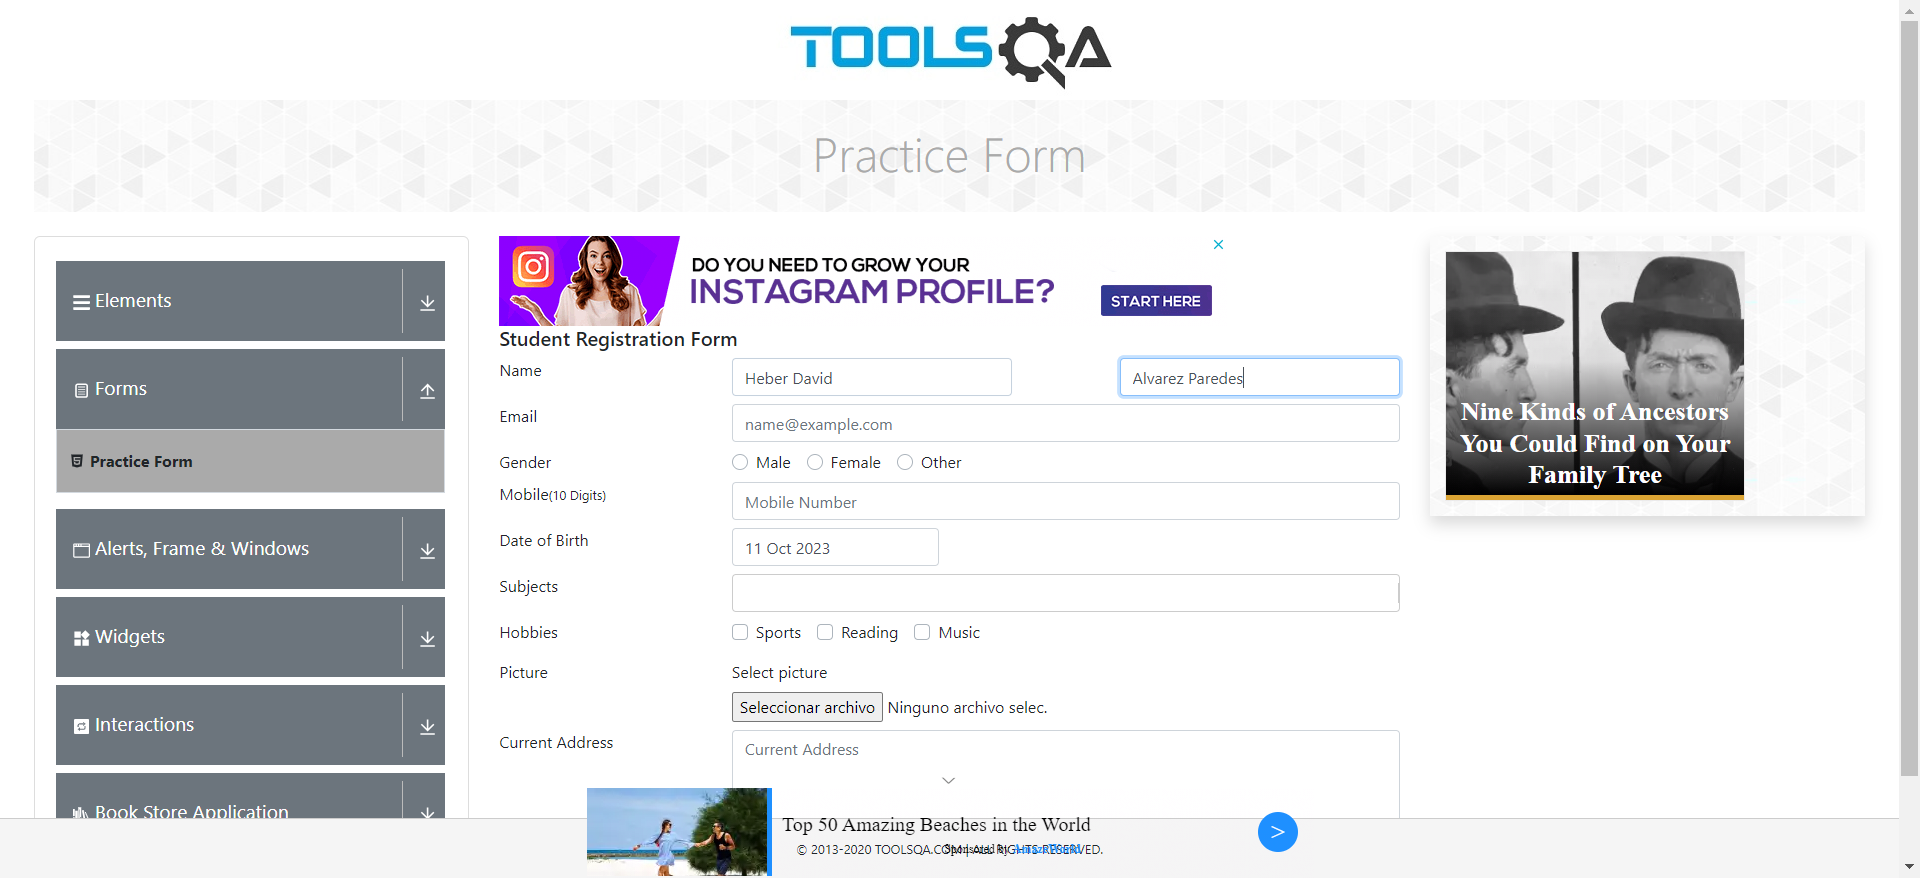 TOOLSQA
Practice Form
Elements
Forms
Practice Form
Alerts, Frame & Windows
Widgets
Interactions
Book Store Application
DO YOU NEED TO GROW YOUR
INSTAGRAM PROFILE?
START HERE
Student Registration Form
Name
Heber David
Alvarez Paredes
Email
name@example.com
Gender
Male
Female
Other
Mobile(10 Digits)
Mobile Number
Date of Birth
11 Oct 2023
Subjects
Hobbies
Sports
Reading
Music
Picture
Select picture
Seleccionar archivo
Ninguno archivo selec.
Current Address
Current Address
Nine Kinds of Ancestors
You Could Find on Your
Family Tree
Top 50 Amazing Beaches in the World
© 2013-2020 TOOLSQA.COM | ALL RIGHTS RESERVED.